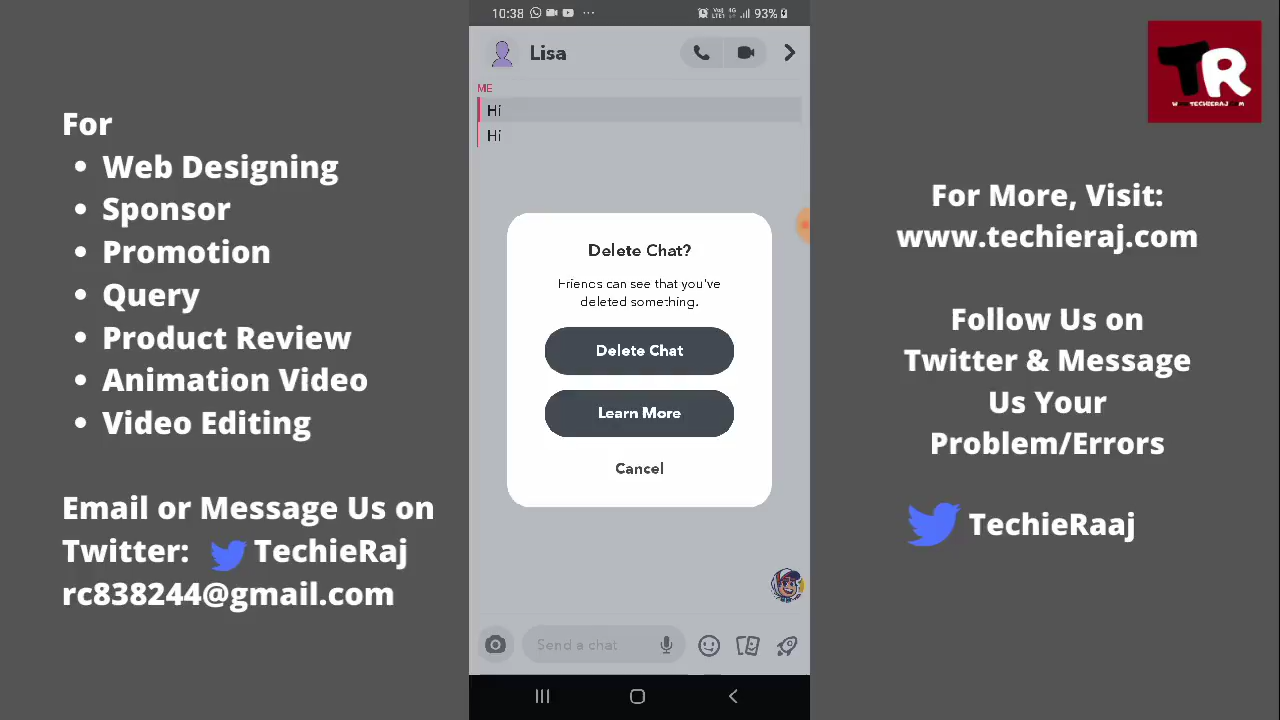 For
• Web Designing
• Sponsor
• Promotion
• Query
• Product Review
• Animation Video
• Video Editing
Email or Message Us on
Twitter: TechieRaj
rc838244@gmail.com
10:38 93%
Lisa
ME
Hi
Hi
Delete Chat?
Friends can see that you've
deleted something.
Delete Chat
Learn More
Cancel
Send a chat
TR
WWW.TECHIERAJ.COM
For More, Visit:
www.techieraj.com
Follow Us on
Twitter & Message
Us Your
Problem/Errors
TechieRaaj